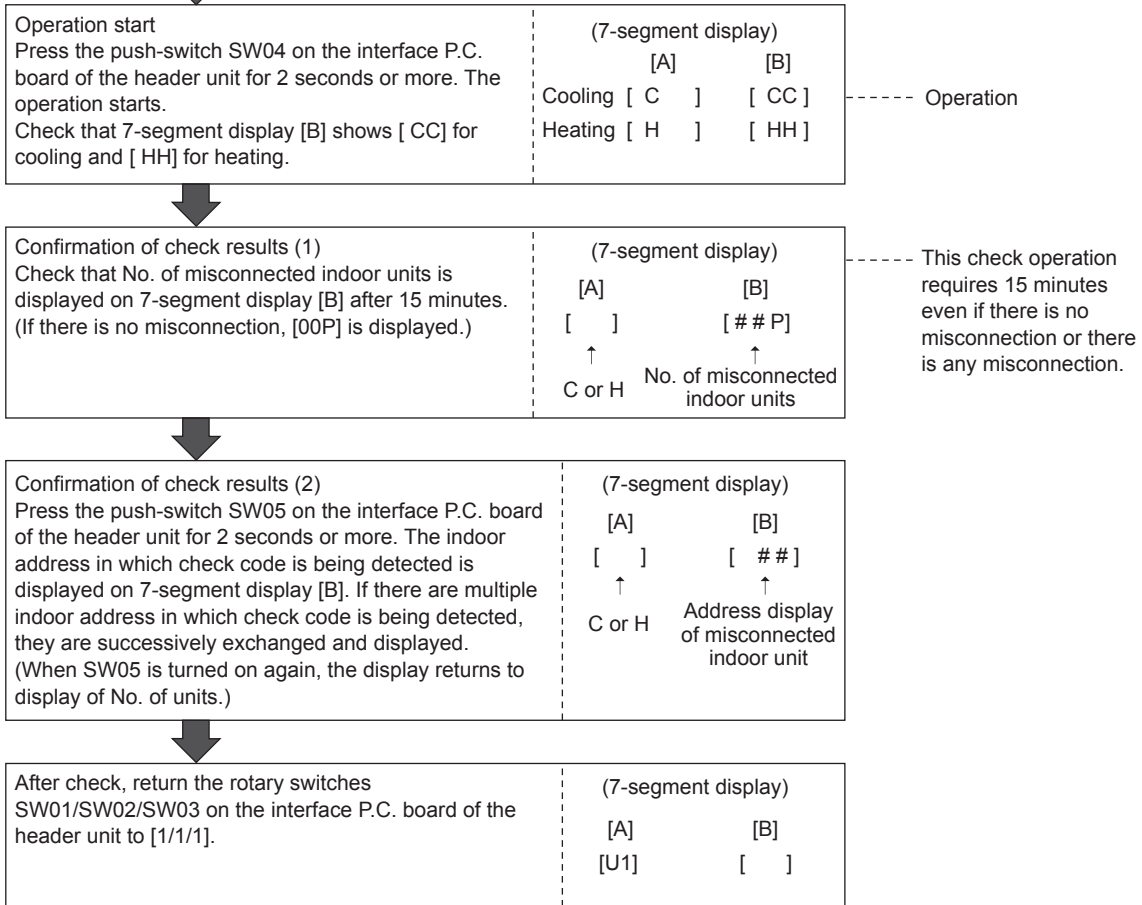 Operation start
Press the push-switch SW04 on the interface P.C.
board of the header unit for 2 seconds or more. The
operation starts.
Check that 7-segment display [B] shows [ CC] for
cooling and [ HH] for heating.
(7-segment display)
[A] [B]
Cooling [ C ] [ CC ]
Heating [ H ] [ HH ]
Operation
Confirmation of check results (1)
Check that No. of misconnected indoor units is
displayed on 7-segment display [B] after 15 minutes.
(If there is no misconnection, [00P] is displayed.)
(7-segment display)
[A] [B]
[ ] [ # # P]
↑ ↑
C or H No. of misconnected
indoor units
This check operation
requires 15 minutes
even if there is no
misconnection or there
is any misconnection.
Confirmation of check results (2)
Press the push-switch SW05 on the interface P.C. board
of the header unit for 2 seconds or more. The indoor
address in which check code is being detected is
displayed on 7-segment display [B]. If there are multiple
indoor address in which check code is being detected,
they are successively exchanged and displayed.
(When SW05 is turned on again, the display returns to
display of No. of units.)
(7-segment display)
[A] [B]
[ ] [ # # ]
↑ ↑
C or H Address display
of misconnected
indoor unit
After check, return the rotary switches
SW01/SW02/SW03 on the interface P.C. board of the
header unit to [1/1/1].
(7-segment display)
[A] [B]
[U1] [ ]